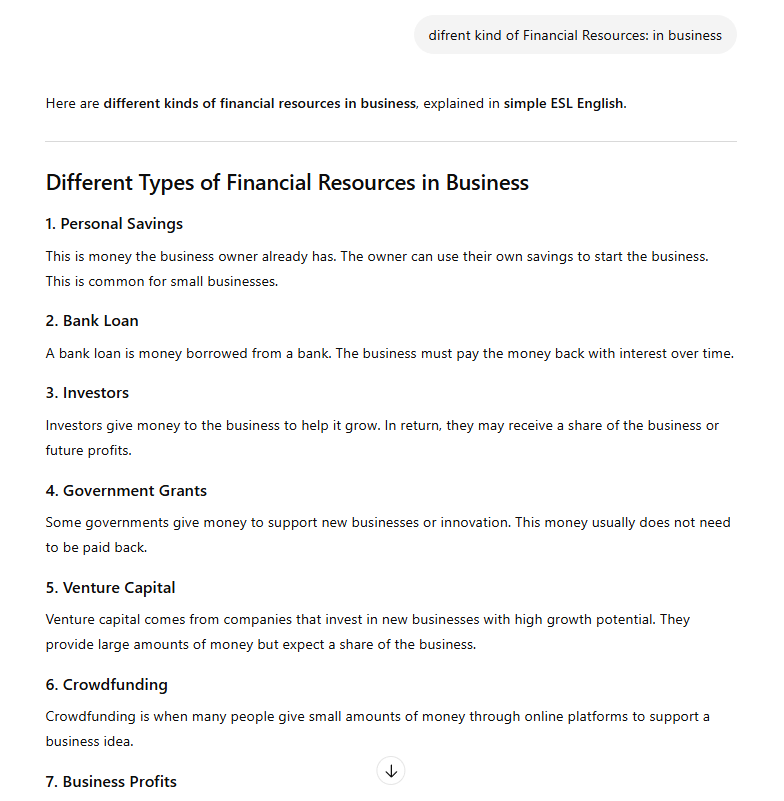 difrent kind of Financial Resources: in business
Here are different kinds of financial resources in business, explained in simple ESL English.
Different Types of Financial Resources in Business
1. Personal Savings
This is money the business owner already has. The owner can use their own savings to start the business.
This is common for small businesses.
2. Bank Loan
A bank loan is money borrowed from a bank. The business must pay the money back with interest over time.
3. Investors
Investors give money to the business to help it grow. In return, they may receive a share of the business or
future profits.
4. Government Grants
Some governments give money to support new businesses or innovation. This money usually does not need
to be paid back.
5. Venture Capital
Venture capital comes from companies that invest in new businesses with high growth potential. They
provide large amounts of money but expect a share of the business.
6. Crowdfunding
Crowdfunding is when many people give small amounts of money through online platforms to support a
business idea.
7. Business Profits